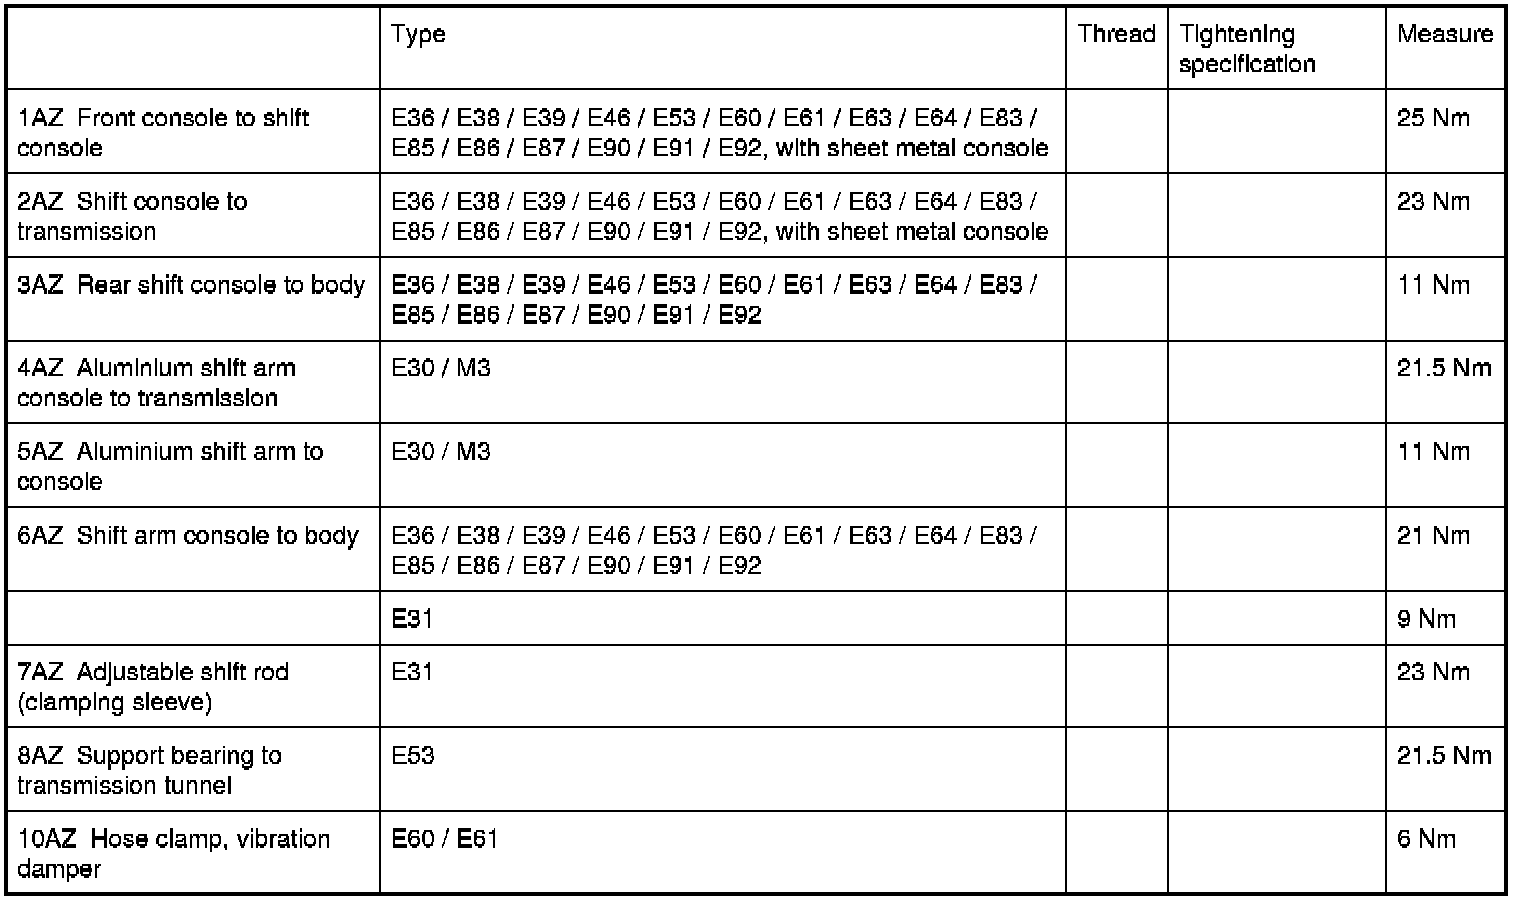 Type Thread Tightening Measure
specification
1AZ Front console to shift E36 / E38 / E39 / E46 / E53 / E60 / E61 / E63 / E64 / E83 / 25 Nm
console E85 / E86 / E87 / E90 / E91 / E92, with sheet metal console
2AZ Shift console to E36 / E38 / E39 / E46 / E53 / E60 / E61 / E63 / E64 / E83 / 23 Nm
transmission E85 / E86 / E87 / E90 / E91 / E92, with sheet metal console
3AZ Rear shift console to body E36 / E38 / E39 / E46 / E53 / E60 / E61 / E63 / E64 / E83 / 11 Nm
E85 / E86 / E87 / E90 / E91 / E92
4AZ Aluminium shift arm E30 / M3 21.5 Nm
console to transmission
5AZ Aluminium shift arm to E30 / M3 11 Nm
console
6AZ Shift arm console to body E36 / E38 / E39 / E46 / E53 / E60 / E61 / E63 / E64 / E83 / 21 Nm
E85 / E86 / E87 / E90 / E91 / E92
E31 9 Nm
7AZ Adjustable shift rod E31 23 Nm
(clamping sleeve)
8AZ Support bearing to E53 21.5 Nm
transmission tunnel
10AZ Hose clamp, vibration E60 / E61 6 Nm
damper